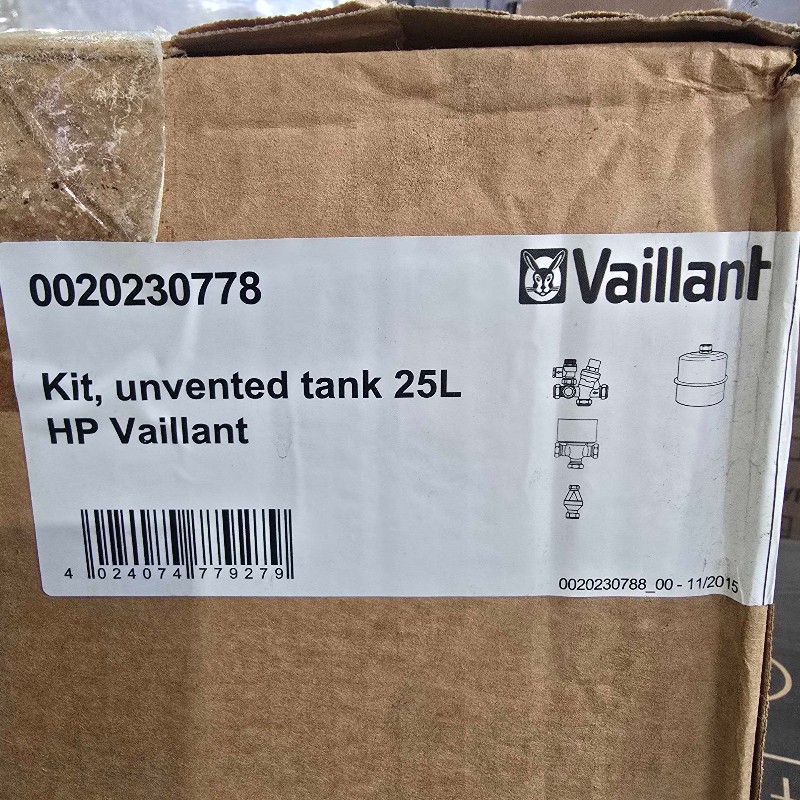 0020230778
Vaillant
Kit, unvented tank 25L
HP Vaillant
4 024074 779279
0020230788_00 - 11/2015